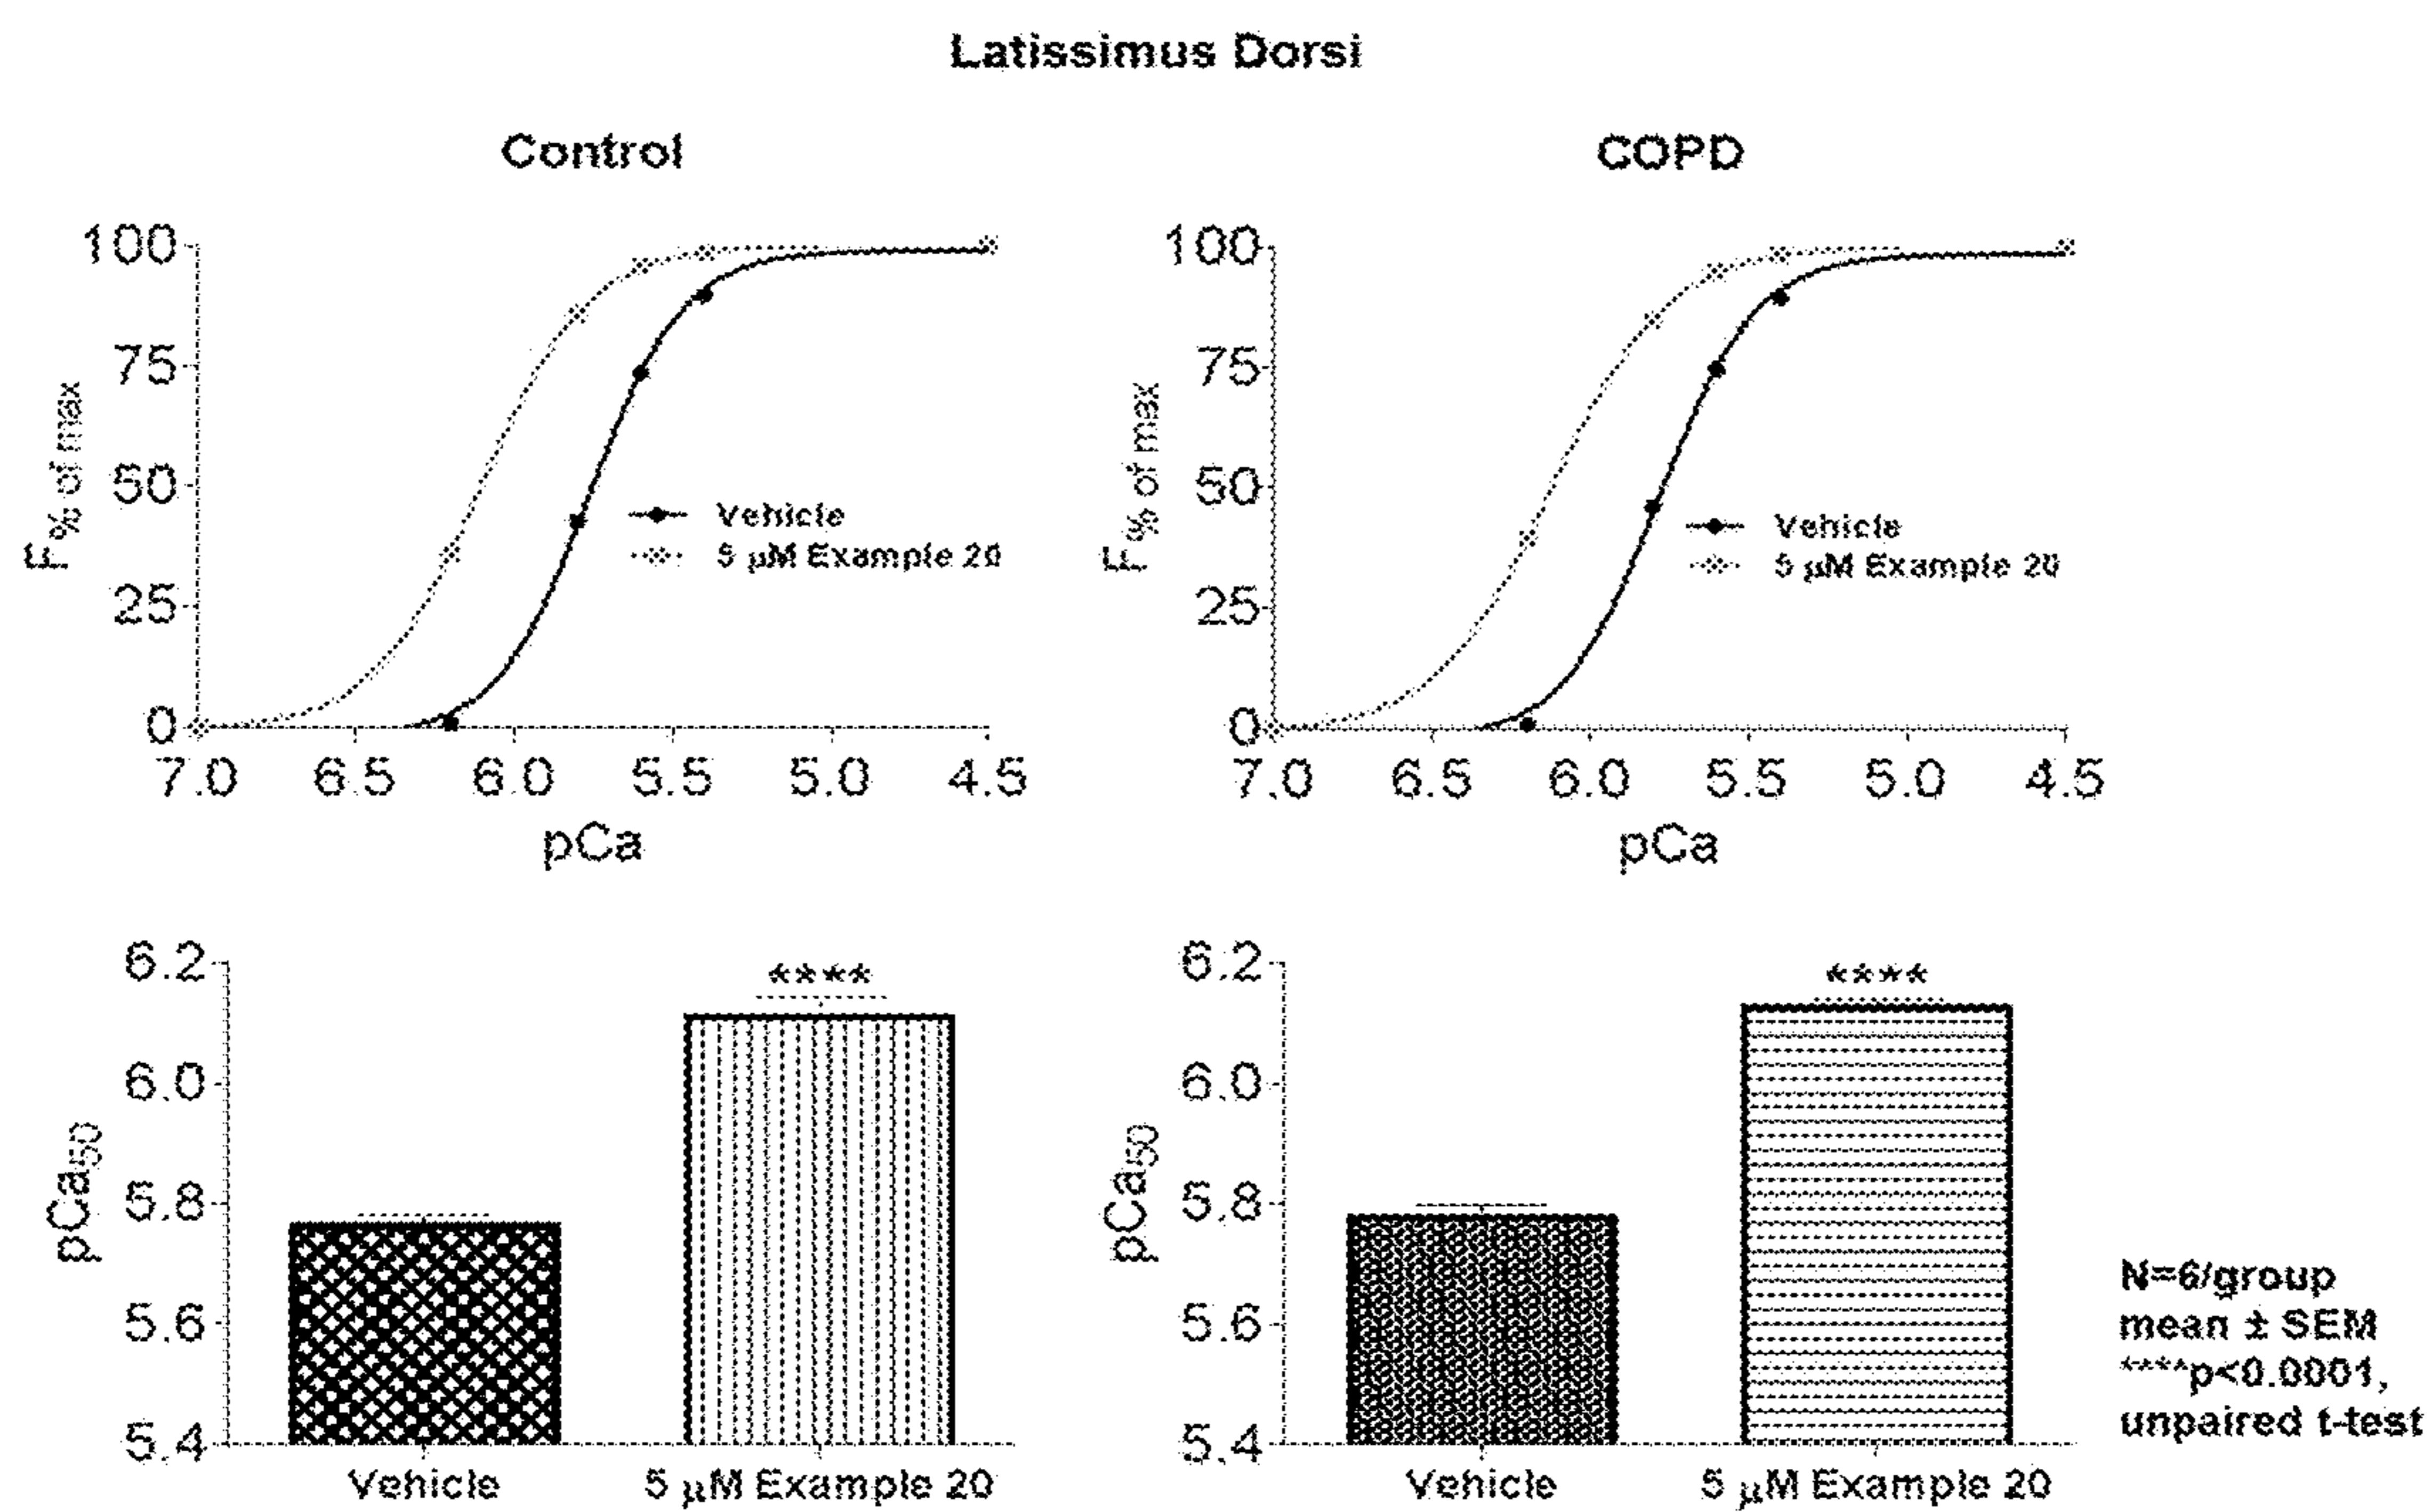 Latissimus Dorsi
Control
COPD
100
75
50
25
0
F% of max
7.0 6.5 6.0 5.5 5.0 4.5
pCa
Vehicle
5 μM Example 20
100
75
50
25
0
F% of max
7.0 6.5 6.0 5.5 5.0 4.5
pCa
Vehicle
5 μM Example 20
6.2
6.0
5.8
5.6
5.4
pCa50
****
Vehicle 5 μM Example 20
6.2
6.0
5.8
5.6
5.4
pCa50
****
Vehicle 5 μM Example 20
N=6/group
mean ± SEM
****p<0.0001,
unpaired t-test